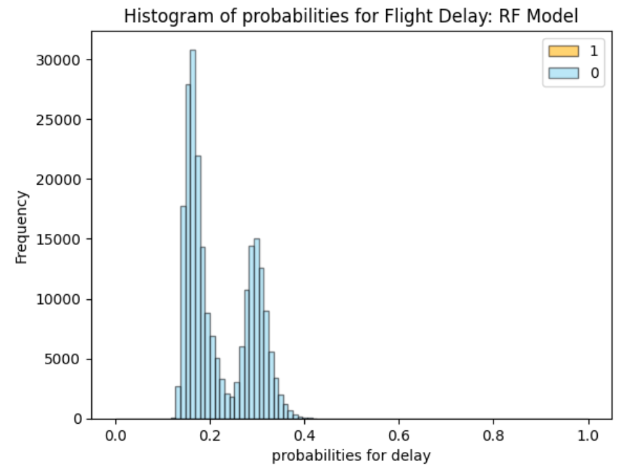 Histogram of probabilities for Flight Delay: RF Model
1
0
30000
25000
20000
15000
10000
5000
0
Frequency
0.0 0.2 0.4 0.6 0.8 1.0
probabilities for delay